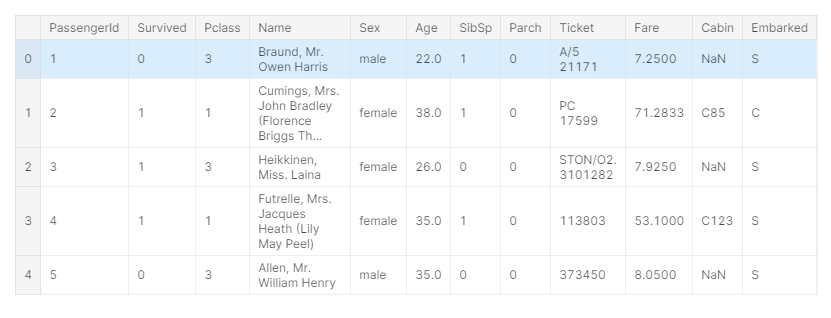 PassengerId Survived Pclass Name Sex Age SibSp Parch Ticket Fare Cabin Embarked
0 1 0 3 Braund, Mr. Owen Harris male 22.0 1 0 A/5 21171 7.2500 NaN S
1 2 1 1 Cumings, Mrs. John Bradley (Florence Briggs Th... female 38.0 1 0 PC 17599 71.2833 C85 C
2 3 1 3 Heikkinen, Miss. Laina female 26.0 0 0 STON/O2. 3101282 7.9250 NaN S
3 4 1 1 Futrelle, Mrs. Jacques Heath (Lily May Peel) female 35.0 1 0 113803 53.1000 C123 S
4 5 0 3 Allen, Mr. William Henry male 35.0 0 0 373450 8.0500 NaN S